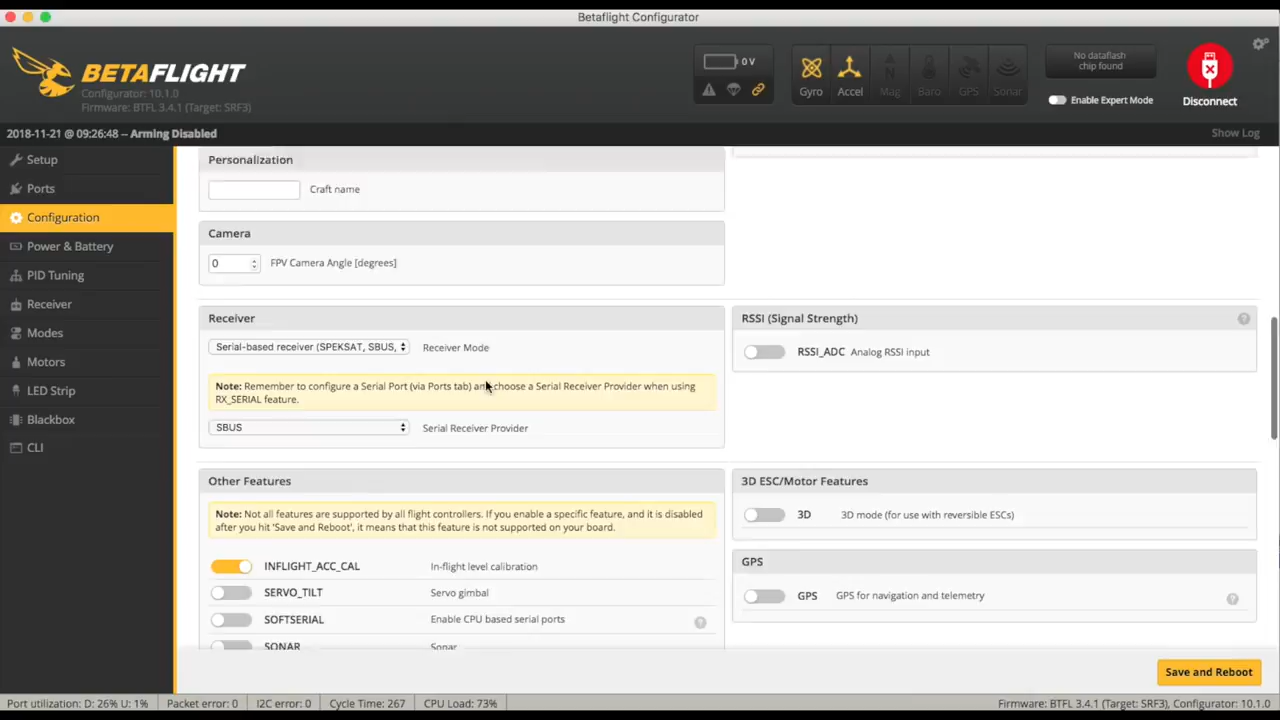 Betaflight Configurator
BETAFLIGHT
Configurator: 10.1.0
Firmware: BTFL 3.4.1 (Target: SRF3)
0 V
Gyro
Accel
Mag
Baro
GPS
Sonar
No dataflash
chip found
Enable Expert Mode
Disconnect
2018-11-21 @ 09:26:48 -- Arming Disabled
Show Log
Setup
Ports
Configuration
Power & Battery
PID Tuning
Receiver
Modes
Motors
LED Strip
Blackbox
CLI
Personalization
Craft name
Camera
0
FPV Camera Angle [degrees]
Receiver
Serial-based receiver (SPEKSAT, SBUS,
Receiver Mode
Note: Remember to configure a Serial Port (via Ports tab) and choose a Serial Receiver Provider when using
RX_SERIAL feature.
SBUS
Serial Receiver Provider
RSSI (Signal Strength)
RSSI_ADC Analog RSSI input
Other Features
Note: Not all features are supported by all flight controllers. If you enable a specific feature, and it is disabled
after you hit 'Save and Reboot', it means that this feature is not supported on your board.
INFLIGHT_ACC_CAL In-flight level calibration
SERVO_TILT Servo gimbal
SOFTSERIAL Enable CPU based serial ports
SONAR Sonar
3D ESC/Motor Features
3D 3D mode (for use with reversible ESCs)
GPS
GPS GPS for navigation and telemetry
Save and Reboot
Port utilization: D: 26% U: 1% Packet error: 0 I2C error: 0 Cycle Time: 267 CPU Load: 73% Firmware: BTFL 3.4.1 (Target: SRF3), Configurator: 10.1.0